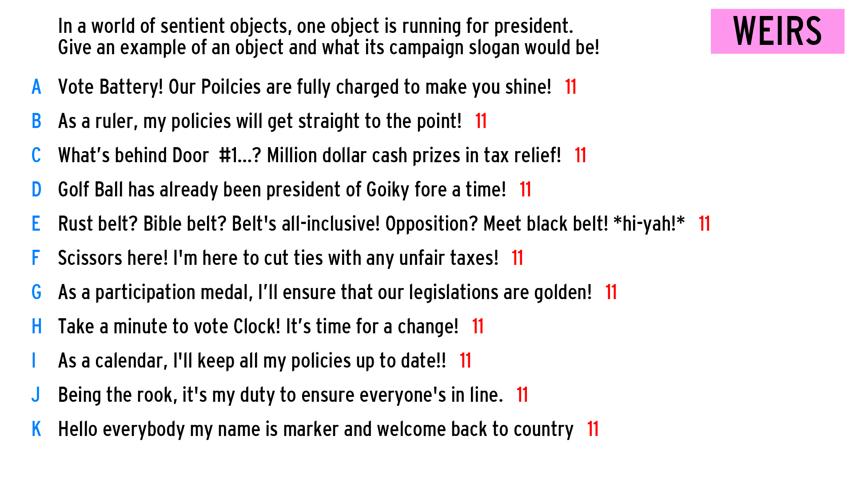 In a world of sentient objects, one object is running for president.
Give an example of an object and what its campaign slogan would be!
WEIRS
A Vote Battery! Our Poilcies are fully charged to make you shine! 11
B As a ruler, my policies will get straight to the point! 11
C What's behind Door #1...? Million dollar cash prizes in tax relief! 11
D Golf Ball has already been president of Goiky fore a time! 11
E Rust belt? Bible belt? Belt's all-inclusive! Opposition? Meet black belt! *hi-yah!* 11
F Scissors here! I'm here to cut ties with any unfair taxes! 11
G As a participation medal, I'll ensure that our legislations are golden! 11
H Take a minute to vote Clock! It's time for a change! 11
I As a calendar, I'll keep all my policies up to date!! 11
J Being the rook, it's my duty to ensure everyone's in line. 11
K Hello everybody my name is marker and welcome back to country 11